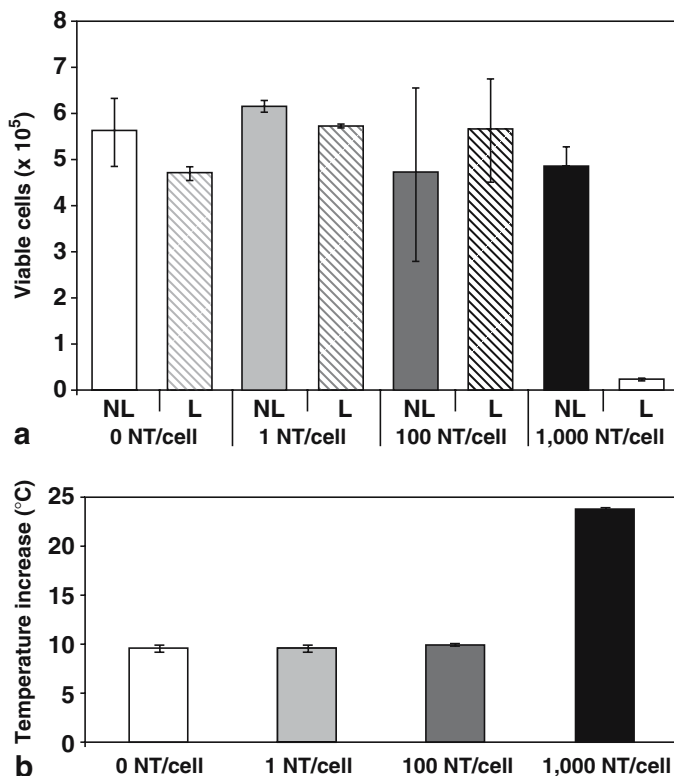 8
7
6
5
4
3
2
1
0
Viable cells (x 10⁵)
NL L NL L NL L NL L
0 NT/cell 1 NT/cell 100 NT/cell 1,000 NT/cell
a
25
20
15
10
5
0
Temperature increase (°C)
0 NT/cell 1 NT/cell 100 NT/cell 1,000 NT/cell
b